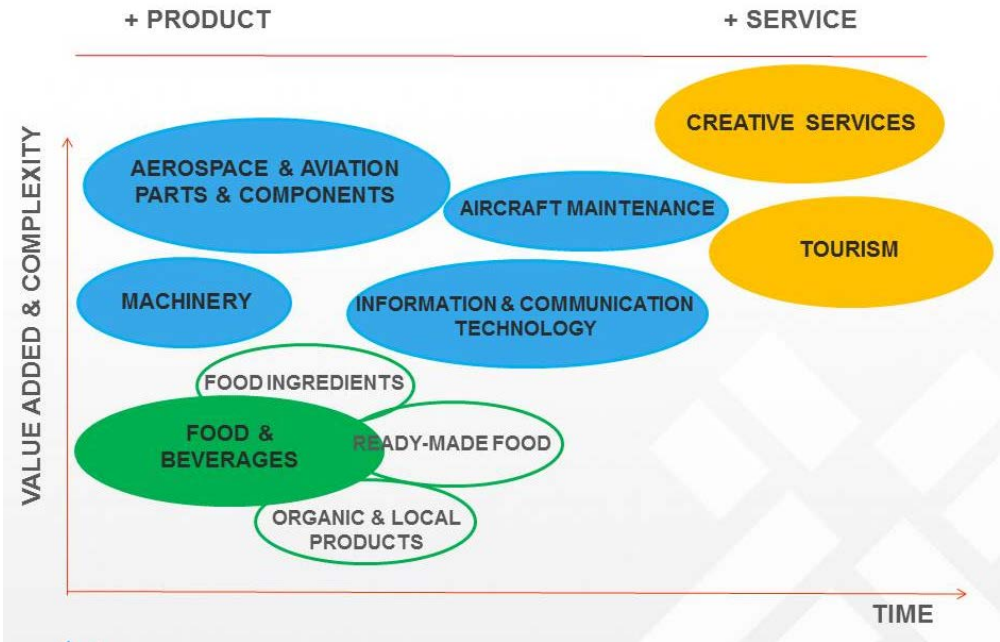 + PRODUCT
+ SERVICE
VALUE ADDED & COMPLEXITY
CREATIVE SERVICES
AEROSPACE & AVIATION
PARTS & COMPONENTS
AIRCRAFT MAINTENANCE
TOURISM
MACHINERY
INFORMATION & COMMUNICATION
TECHNOLOGY
FOOD INGREDIENTS
FOOD &
BEVERAGES
READY-MADE FOOD
ORGANIC & LOCAL
PRODUCTS
TIME